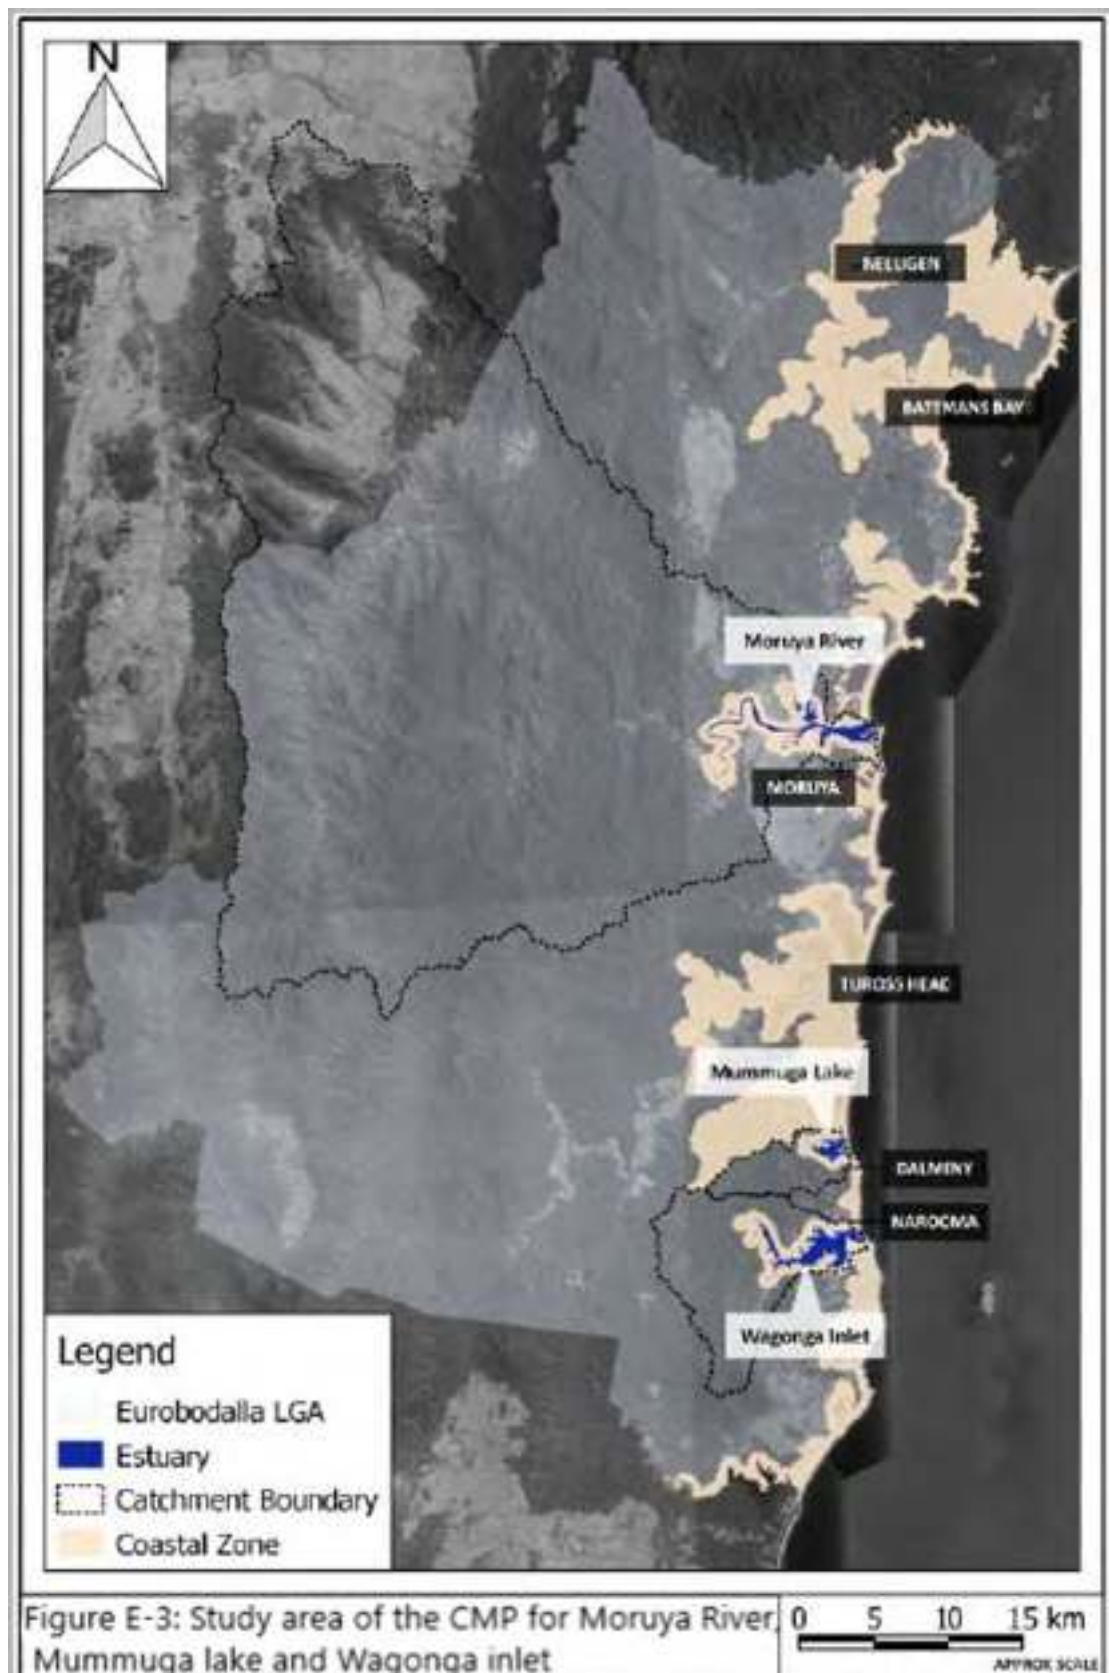 N
NELLIGEN
BATEMANS BAY
Moruya River
MORUYA
TUROSS HEAD
Mummuga Lake
DALMENY
NAROOMA
Wagonga Inlet
Legend
Eurobodalla LGA
Estuary
Catchment Boundary
Coastal Zone
Figure E-3: Study area of the CMP for Moruya River,
Mummuga lake and Wagonga inlet
0 5 10 15 km
APPROX SCALE